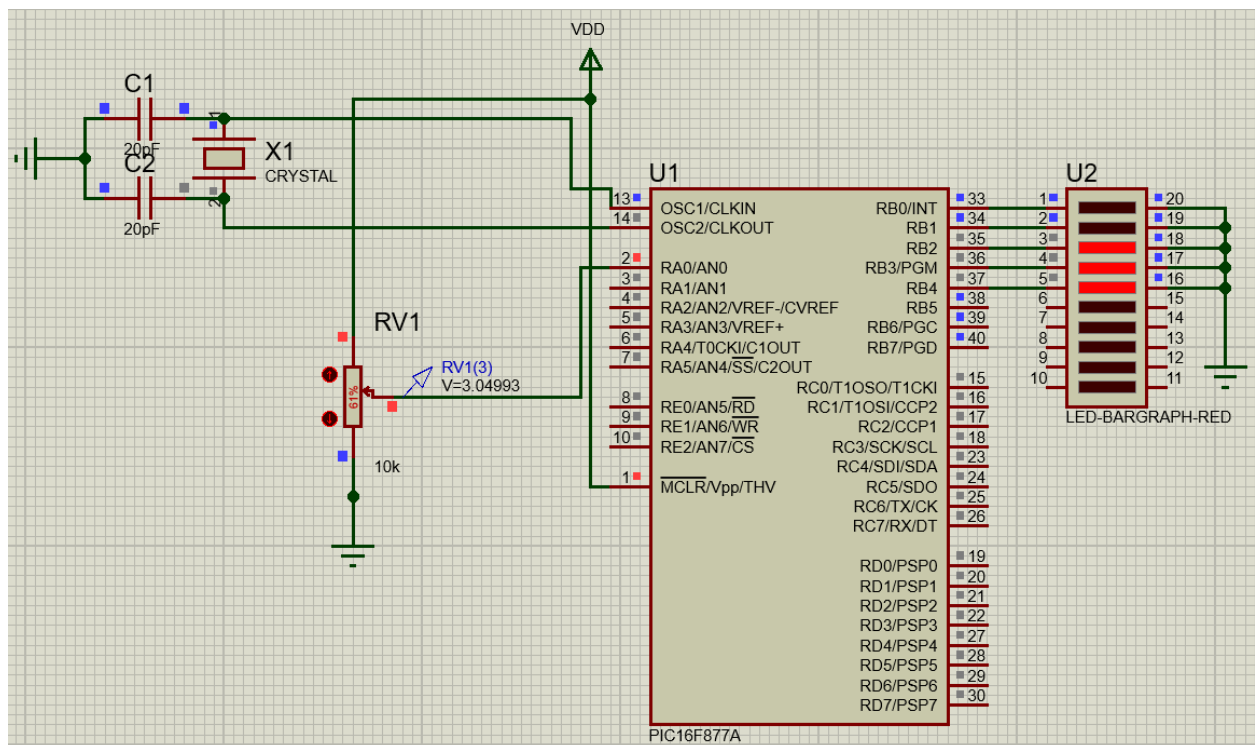 VDD
C1
20pF
C2
20pF
1
2
X1
CRYSTAL
RV1
61%
RV1(3)
V=3.04993
10k
U1
13 OSC1/CLKIN
14 OSC2/CLKOUT
2 RA0/AN0
3 RA1/AN1
4 RA2/AN2/VREF-/CVREF
5 RA3/AN3/VREF+
6 RA4/T0CKI/C1OUT
7 RA5/AN4/SS/C2OUT
8 RE0/AN5/RD
9 RE1/AN6/WR
10 RE2/AN7/CS
1 MCLR/Vpp/THV
RB0/INT 33
RB1 34
RB2 35
RB3/PGM 36
RB4 37
RB5 38
RB6/PGC 39
RB7/PGD 40
RC0/T1OSO/T1CKI 15
RC1/T1OSI/CCP2 16
RC2/CCP1 17
RC3/SCK/SCL 18
RC4/SDI/SDA 23
RC5/SDO 24
RC6/TX/CK 25
RC7/RX/DT 26
RD0/PSP0 19
RD1/PSP1 20
RD2/PSP2 21
RD3/PSP3 22
RD4/PSP4 27
RD5/PSP5 28
RD6/PSP6 29
RD7/PSP7 30
PIC16F877A
U2
1 20
2 19
3 18
4 17
5 16
6 15
7 14
8 13
9 12
10 11
LED-BARGRAPH-RED